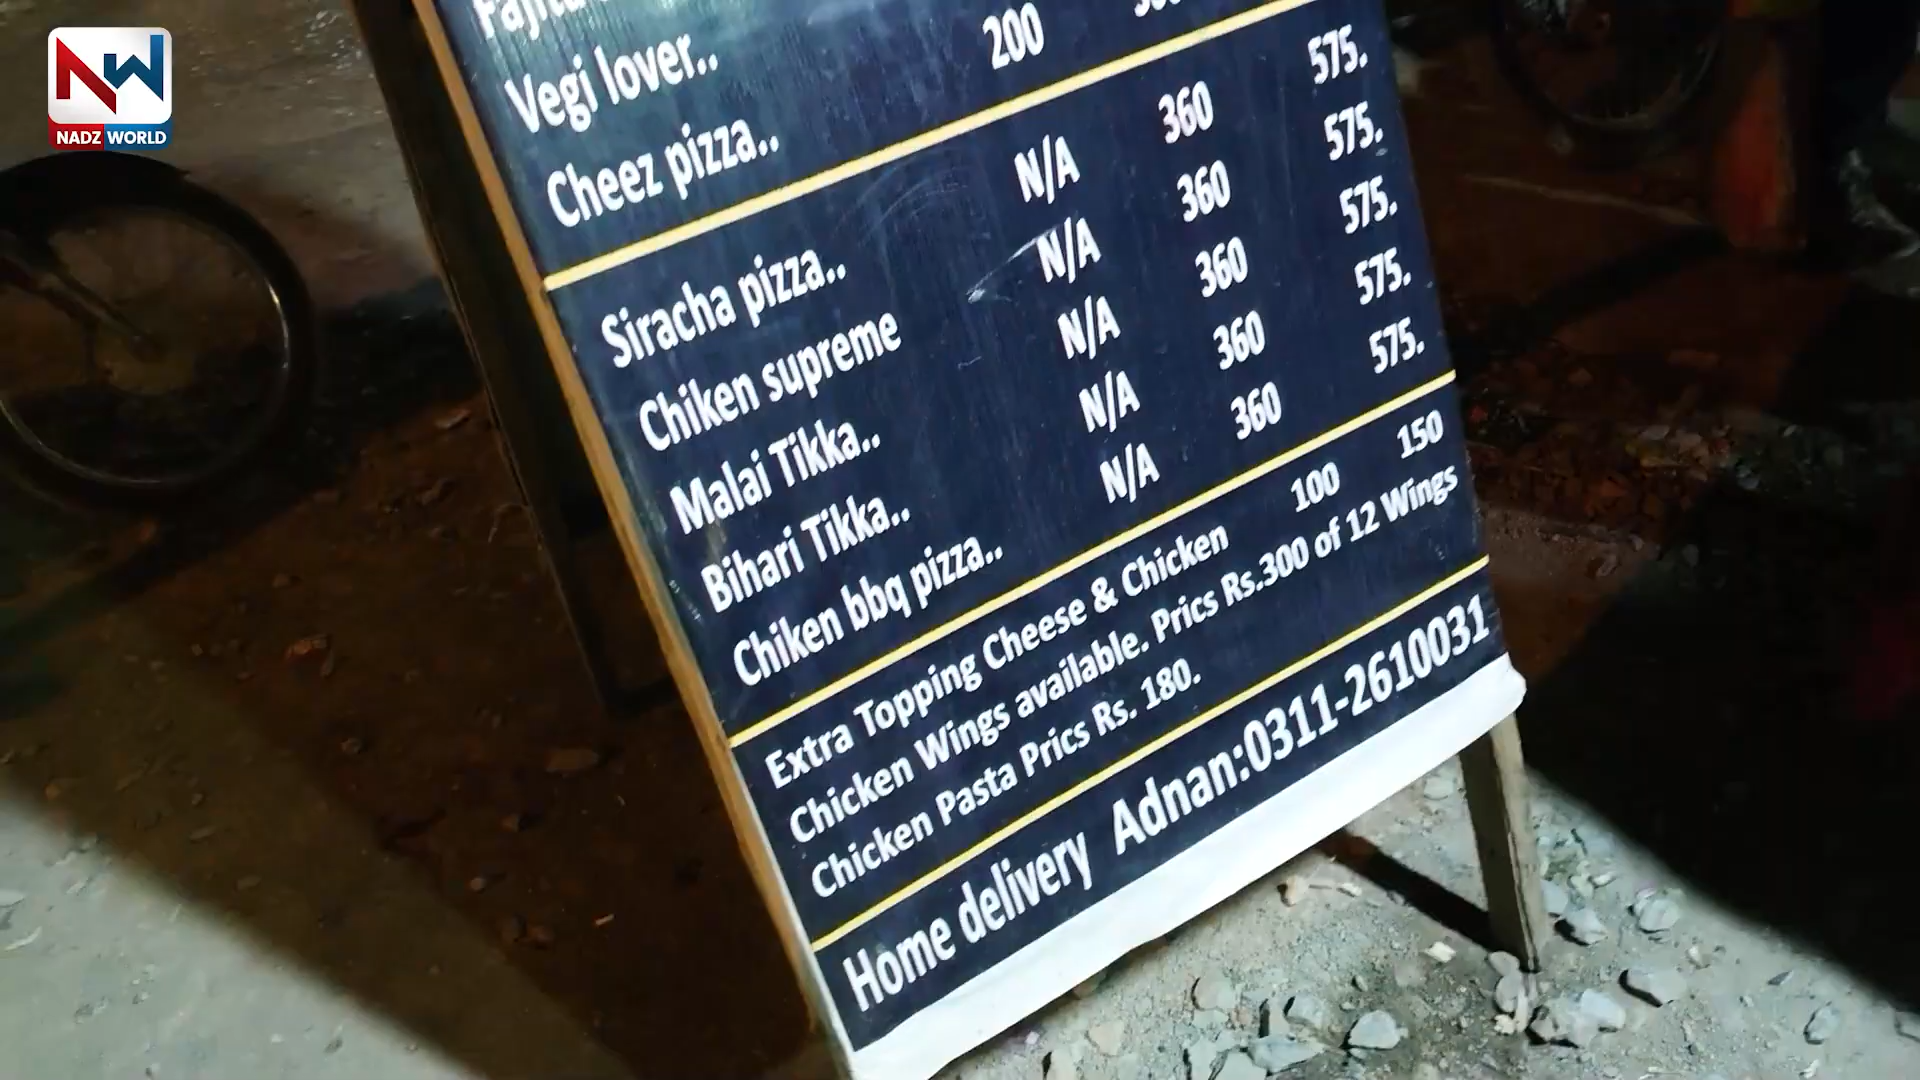 NW
NADZ WORLD
Vegi lover..
Cheez pizza.. 200
Siracha pizza.. N/A 360 575.
Chiken supreme N/A 360 575.
Malai Tikka.. N/A 360 575.
Bihari Tikka.. N/A 360 575.
Chiken bbq pizza.. N/A 360 575.
Extra Topping Cheese & Chicken 100 150
Chicken Wings available. Prics Rs.300 of 12 Wings
Chicken Pasta Prics Rs. 180.
Home delivery Adnan:0311-2610031